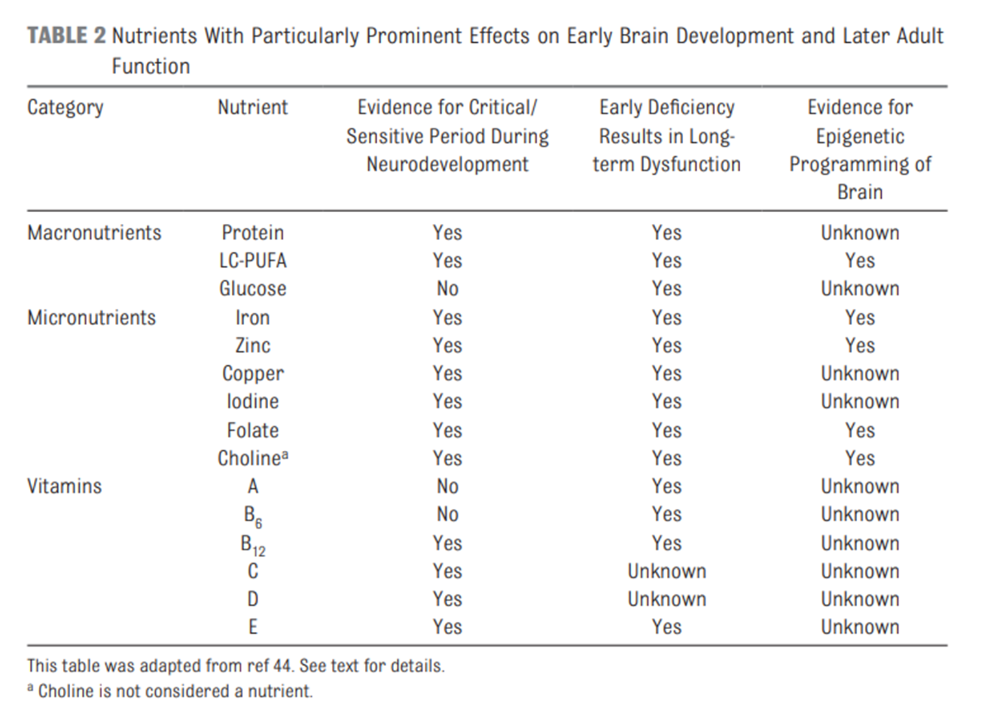 TABLE 2 Nutrients With Particularly Prominent Effects on Early Brain Development and Later Adult
Function
Category Nutrient Evidence for Critical/ Early Deficiency Evidence for
Sensitive Period During Results in Long- Epigenetic
Neurodevelopment term Dysfunction Programming of
Brain
Macronutrients Protein Yes Yes Unknown
LC-PUFA Yes Yes Yes
Glucose No Yes Unknown
Micronutrients Iron Yes Yes Yes
Zinc Yes Yes Yes
Copper Yes Yes Unknown
Iodine Yes Yes Unknown
Folate Yes Yes Yes
Cholineᵃ Yes Yes Yes
Vitamins A No Yes Unknown
B₆ No Yes Unknown
B₁₂ Yes Yes Unknown
C Yes Unknown Unknown
D Yes Unknown Unknown
E Yes Yes Unknown
This table was adapted from ref 44. See text for details.
ᵃ Choline is not considered a nutrient.